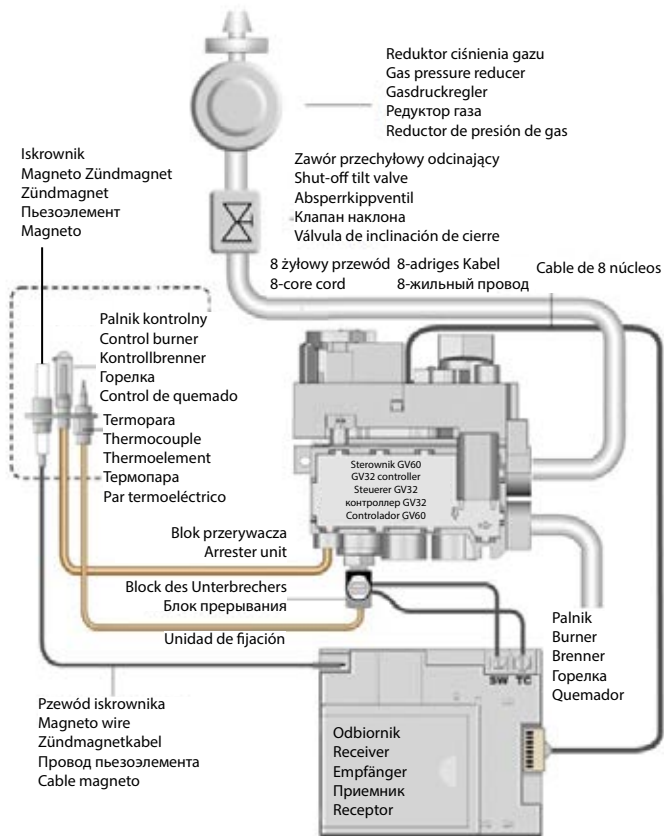 Reduktor ciśnienia gazu
Gas pressure reducer
Gasdruckregler
Редуктор газа
Reductor de presión de gas
Iskrownik
Magneto Zündmagnet
Zündmagnet
Пьезоэлемент
Magneto
Zawór przechyłowy odcinający
Shut-off tilt valve
Absperrkippventil
Клапан наклона
Válvula de inclinación de cierre
8 żyłowy przewód 8-adriges Kabel
8-core cord 8-жильный провод
Cable de 8 núcleos
Palnik kontrolny
Control burner
Kontrollbrenner
Горелка
Control de quemado
Termopara
Thermocouple
Thermoelement
Термопара
Par termoeléctrico
Sterownik GV60
GV32 controller
Steuerer GV32
контроллер GV32
Controlador GV60
Blok przerywacza
Arrester unit
Block des Unterbrechers
Блок прерывания
Unidad de fijación
SW TC
Palnik
Burner
Brenner
Горелка
Quemador
Pzewód iskrownika
Magneto wire
Zündmagnetkabel
Провод пьезоэлемента
Cable magneto
Odbiornik
Receiver
Empfänger
Приемник
Receptor